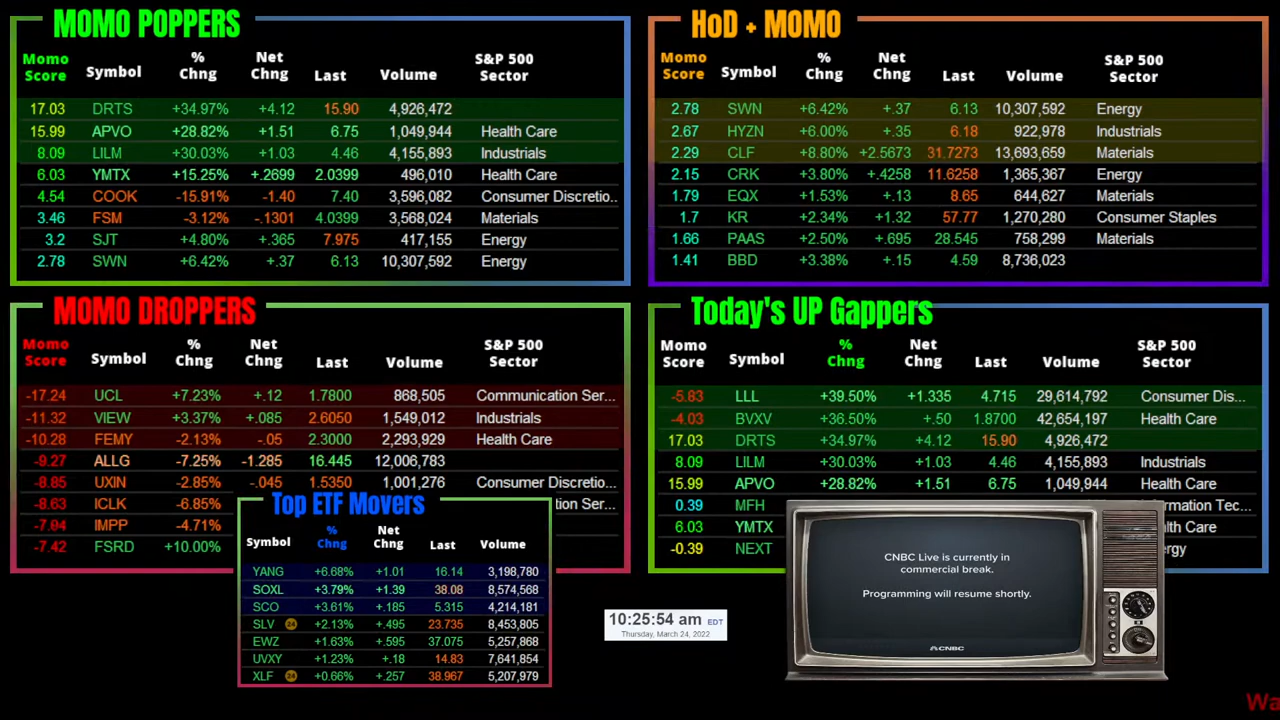 MOMO POPPERS
Momo Score Symbol % Chng Net Chng Last Volume S&P 500 Sector
17.03 DRTS +34.97% +4.12 15.90 4,926,472
15.99 APVO +28.82% +1.51 6.75 1,049,944 Health Care
8.09 LILM +30.03% +1.03 4.46 4,155,893 Industrials
6.03 YMTX +15.25% +.2699 2.0399 496,010 Health Care
4.54 COOK -15.91% -1.40 7.40 3,596,082 Consumer Discretio..
3.46 FSM -3.12% -.1301 4.0399 3,568,024 Materials
3.2 SJT +4.80% +.365 7.975 417,155 Energy
2.78 SWN +6.42% +.37 6.13 10,307,592 Energy
HoD + MOMO
Momo Score Symbol % Chng Net Chng Last Volume S&P 500 Sector
2.78 SWN +6.42% +.37 6.13 10,307,592 Energy
2.67 HYZN +6.00% +.35 6.18 922,978 Industrials
2.29 CLF +8.80% +2.5673 31.7273 13,693,659 Materials
2.15 CRK +3.80% +.4258 11.6258 1,365,367 Energy
1.79 EQX +1.53% +.13 8.65 644,627 Materials
1.7 KR +2.34% +1.32 57.77 1,270,280 Consumer Staples
1.66 PAAS +2.50% +.695 28.545 758,299 Materials
1.41 BBD +3.38% +.15 4.59 8,736,023
MOMO DROPPERS
Momo Score Symbol % Chng Net Chng Last Volume S&P 500 Sector
-17.24 UCL +7.23% +.12 1.7800 868,505 Communication Ser...
-11.32 VIEW +3.37% +.085 2.6050 1,549,012 Industrials
-10.28 FEMY -2.13% -.05 2.3000 2,293,929 Health Care
-9.27 ALLG -7.25% -1.285 16.445 12,006,783
-8.85 UXIN -2.85% -.045 1.5350 1,001,276 Consumer Discretio...
-8.63 ICLK -6.85% tion Ser...
-7.04 IMPP -4.71%
-7.42 FSRD +10.00%
Today's UP Gappers
Momo Score Symbol % Chng Net Chng Last Volume S&P 500 Sector
-5.83 LLL +39.50% +1.335 4.715 29,614,792 Consumer Dis...
-4.03 BVXV +36.50% +.50 1.8700 42,654,197 Health Care
17.03 DRTS +34.97% +4.12 15.90 4,926,472
8.09 LILM +30.03% +1.03 4.46 4,155,893 Industrials
15.99 APVO +28.82% +1.51 6.75 1,049,944 Health Care
0.39 MFH ormation Tec...
6.03 YMTX lth Care
-0.39 NEXT ergy
Top ETF Movers
Symbol % Chng Net Chng Last Volume
YANG +6.68% +1.01 16.14 3,198,780
SOXL +3.79% +1.39 38.08 8,574,568
SCO +3.61% +.185 5.315 4,214,181
SLV 24 +2.13% +.495 23.735 8,453,805
EWZ +1.63% +.595 37.075 5,257,868
UVXY +1.23% +.18 14.83 7,641,854
XLF 24 +0.66% +.257 38.967 5,207,979
10:25:54 am EDT
Thursday, March 24, 2022
CNBC Live is currently in
commercial break.
Programming will resume shortly.
CNBC
Wa